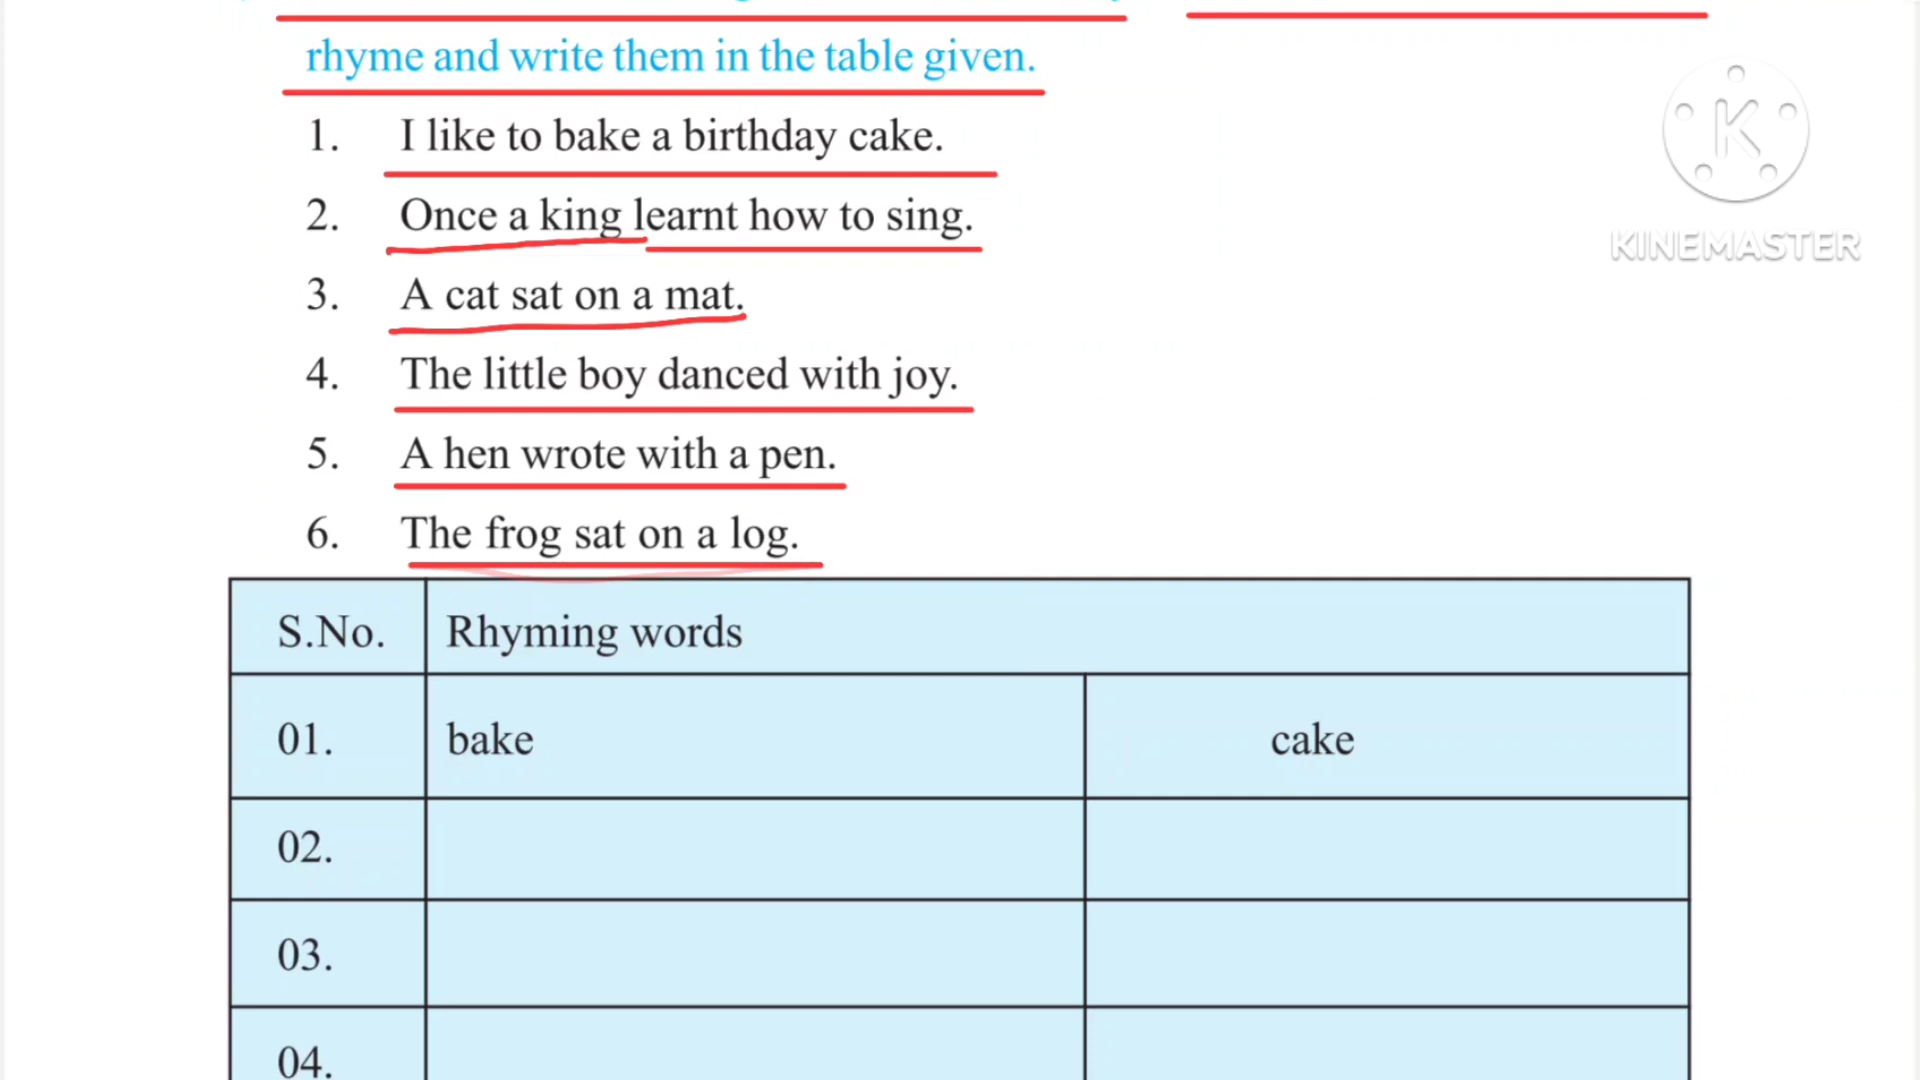 rhyme and write them in the table given.
1. I like to bake a birthday cake.
2. Once a king learnt how to sing.
3. A cat sat on a mat.
4. The little boy danced with joy.
5. A hen wrote with a pen.
6. The frog sat on a log.
S.No. Rhyming words
01. bake cake
02.
03.
04.
K
KINEMASTER